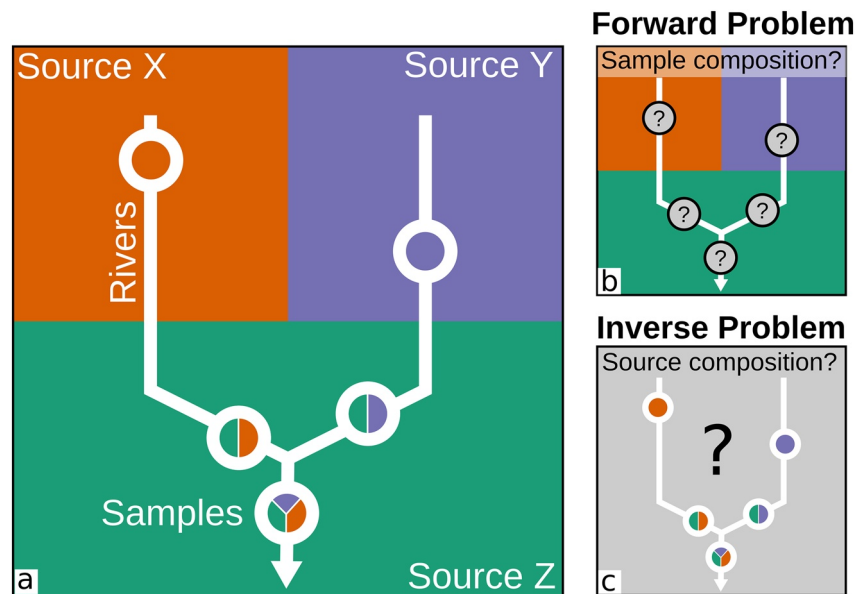 Source X
Source Y
Rivers
Samples
Source Z
a
Forward Problem
Sample composition?
?
?
?
?
?
b
Inverse Problem
Source composition?
?
c